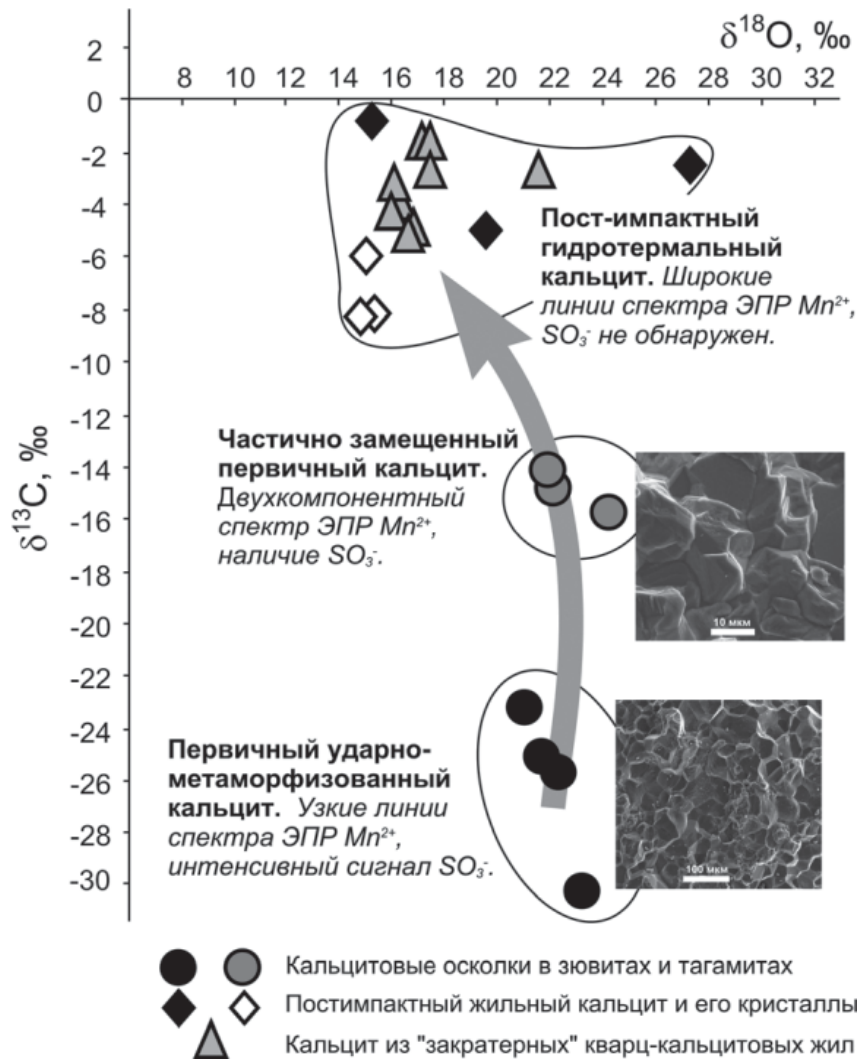 δ¹⁸O, ‰
8 10 12 14 16 18 20 22 24 26 28 30 32
2
0
-2
-4
-6
-8
-10
-12
-14
-16
-18
-20
-22
-24
-26
-28
-30
δ¹³C, ‰
Пост-импактный
гидротермальный
кальцит. Широкие
линии спектра ЭПР Mn²⁺,
SO₃⁻ не обнаружен.
Частично замещенный
первичный кальцит.
Двухкомпонентный
спектр ЭПР Mn²⁺,
наличие SO₃⁻.
10 мкм
Первичный ударно-
метаморфизованный
кальцит. Узкие линии
спектра ЭПР Mn²⁺,
интенсивный сигнал SO₃⁻.
100 мкм
Кальцитовые осколки в зювитах и тагамитах
Постимпактный жильный кальцит и его кристаллы
Кальцит из "закратерных" кварц-кальцитовых жил